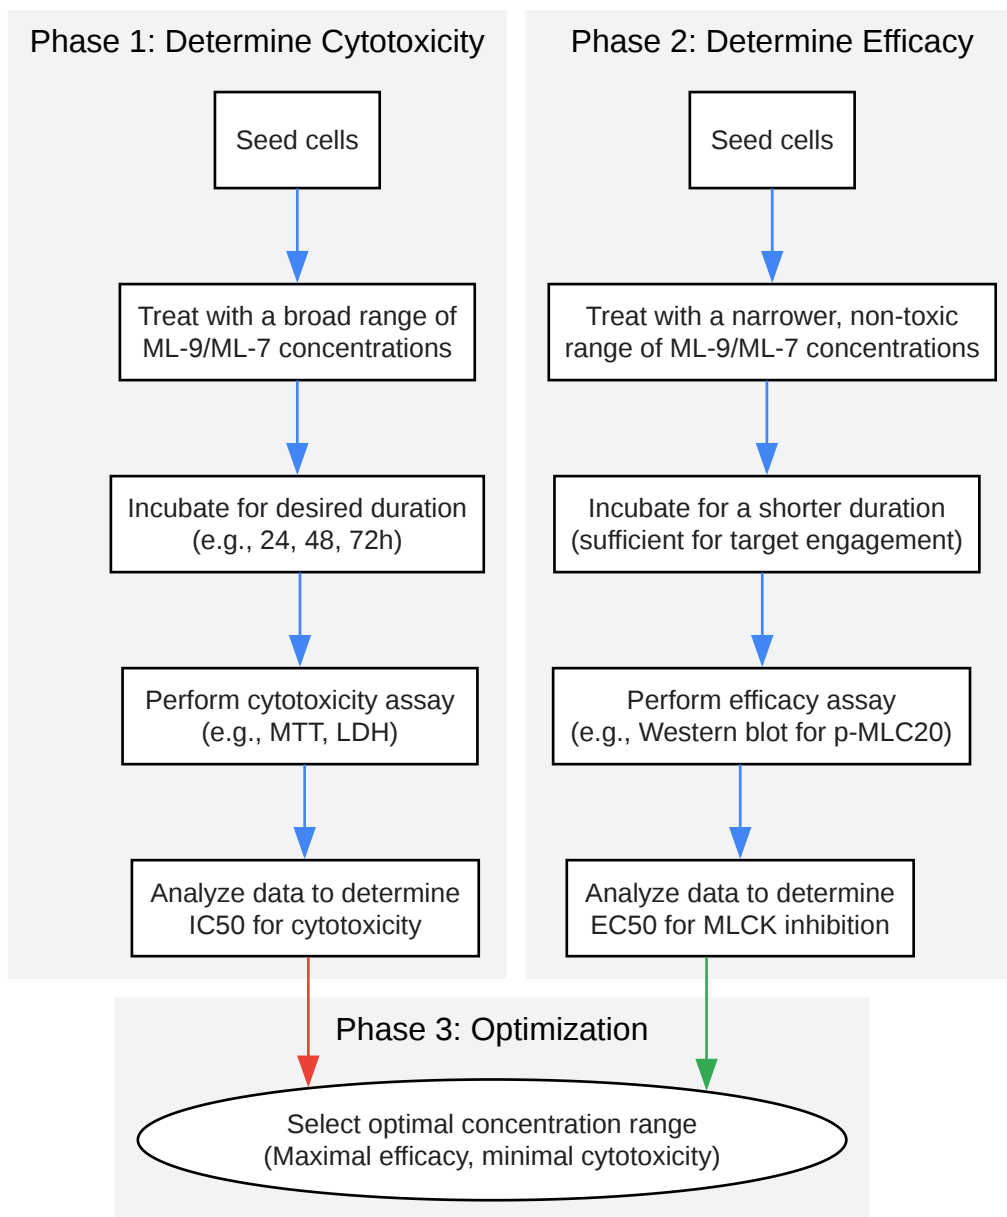 Phase 1: Determine Cytotoxicity
Seed cells
Treat with a broad range of
ML-9/ML-7 concentrations
Incubate for desired duration
(e.g., 24, 48, 72h)
Perform cytotoxicity assay
(e.g., MTT, LDH)
Analyze data to determine
IC50 for cytotoxicity
Phase 2: Determine Efficacy
Seed cells
Treat with a narrower, non-toxic
range of ML-9/ML-7 concentrations
Incubate for a shorter duration
(sufficient for target engagement)
Perform efficacy assay
(e.g., Western blot for p-MLC20)
Analyze data to determine
EC50 for MLCK inhibition
Phase 3: Optimization
Select optimal concentration range
(Maximal efficacy, minimal cytotoxicity)